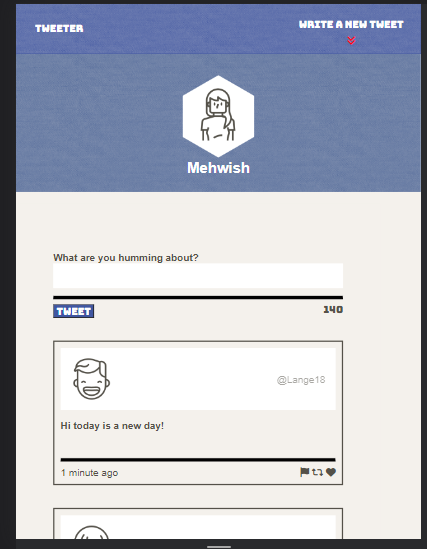 TWEETER
WRITE A NEW TWEET
Mehwish
What are you humming about?
TWEET
140
@Lange18
Hi today is a new day!
1 minute ago